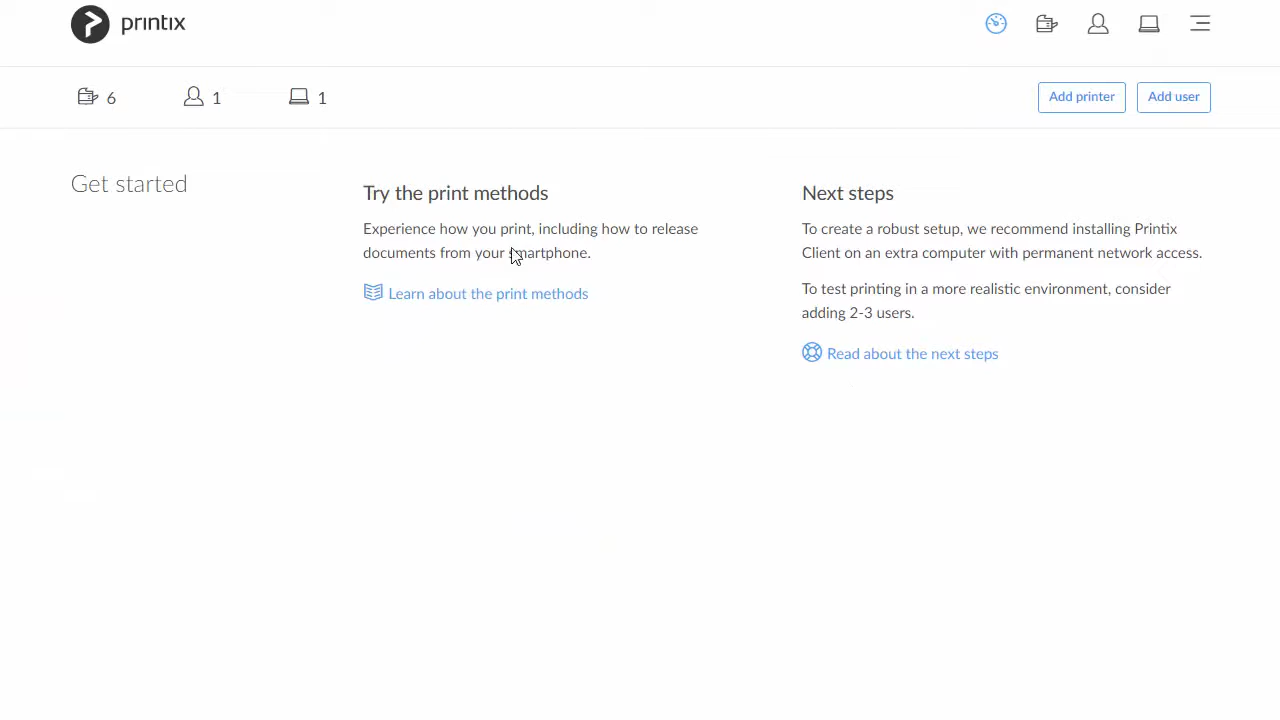 printix
6
1
1
Add printer
Add user
Get started
Try the print methods
Experience how you print, including how to release
documents from your smartphone.
Learn about the print methods
Next steps
To create a robust setup, we recommend installing Printix
Client on an extra computer with permanent network access.
To test printing in a more realistic environment, consider
adding 2-3 users.
Read about the next steps